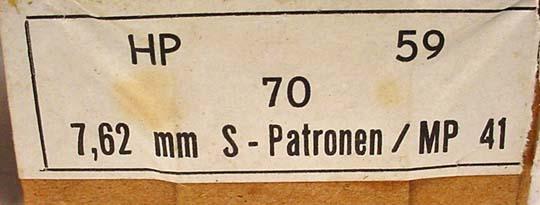 HP 59
70
7,62 mm S - Patronen / MP 41